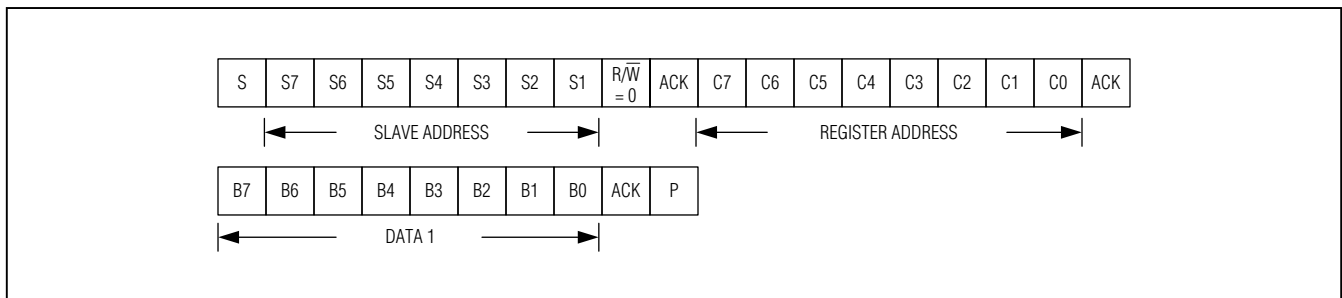 S S7 S6 S5 S4 S3 S2 S1 R/W̅ = 0 ACK C7 C6 C5 C4 C3 C2 C1 C0 ACK
SLAVE ADDRESS REGISTER ADDRESS
B7 B6 B5 B4 B3 B2 B1 B0 ACK P
DATA 1